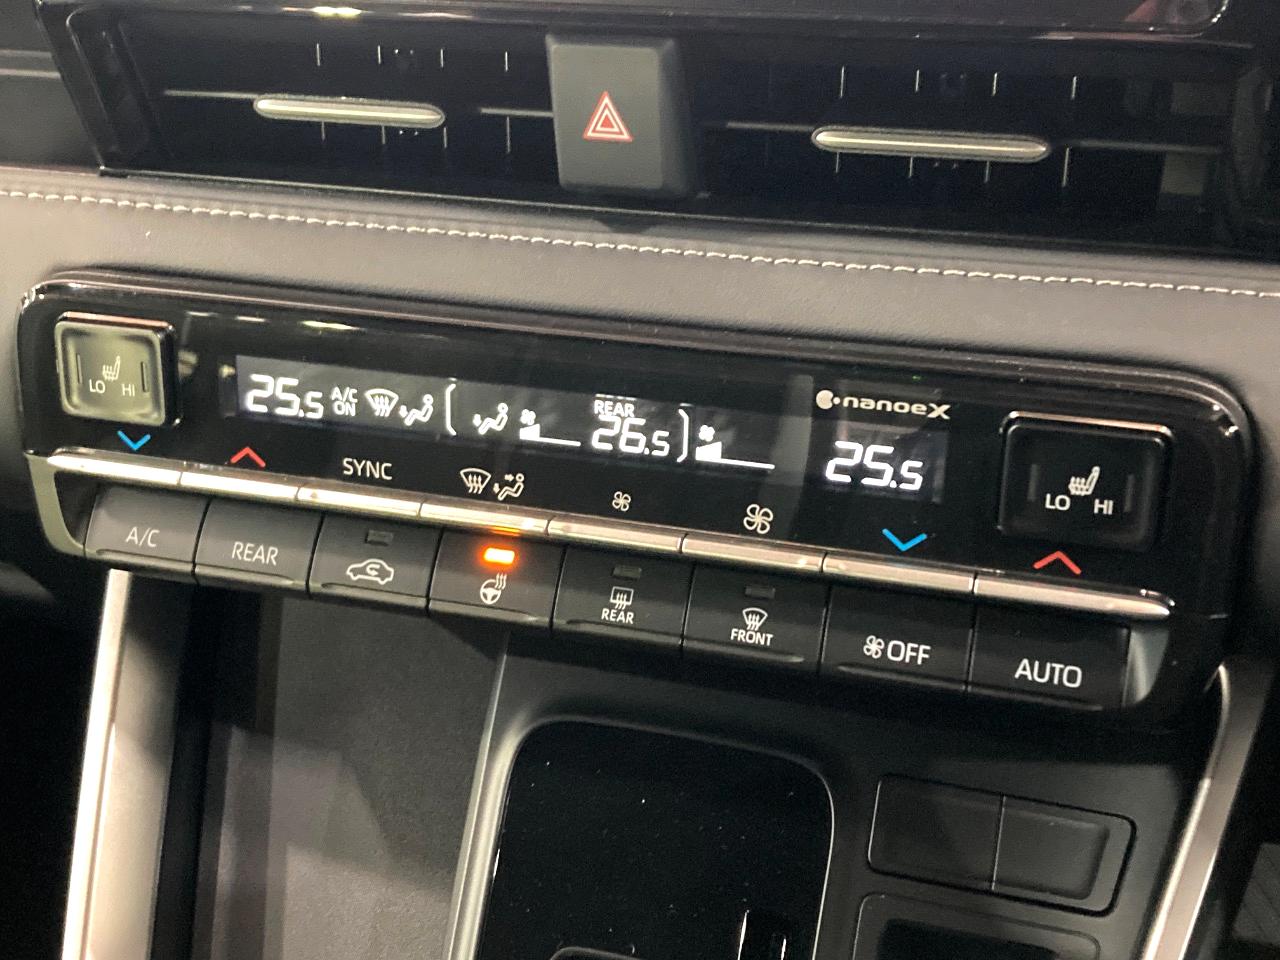 LO HI
25.5 A/C ON
REAR 26.5
nanoeX
25.5
LO HI
SYNC
A/C
REAR
REAR
FRONT
OFF
AUTO